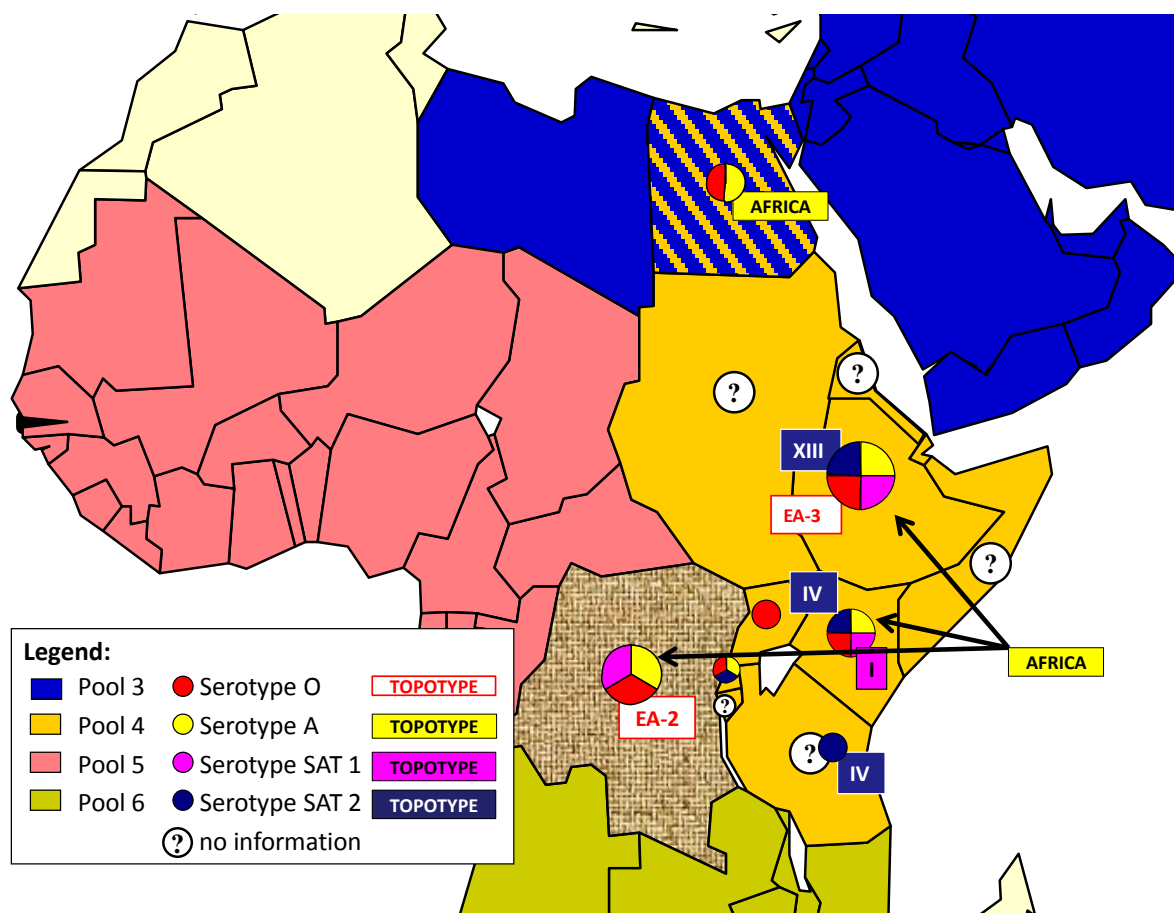 AFRICA
?
?
XIII
EA-3
?
IV
I
AFRICA
EA-2
?
?
IV
Legend:
Pool 3
Serotype O
TOPOTYPE
Pool 4
Serotype A
TOPOTYPE
Pool 5
Serotype SAT 1
TOPOTYPE
Pool 6
Serotype SAT 2
TOPOTYPE
? no information